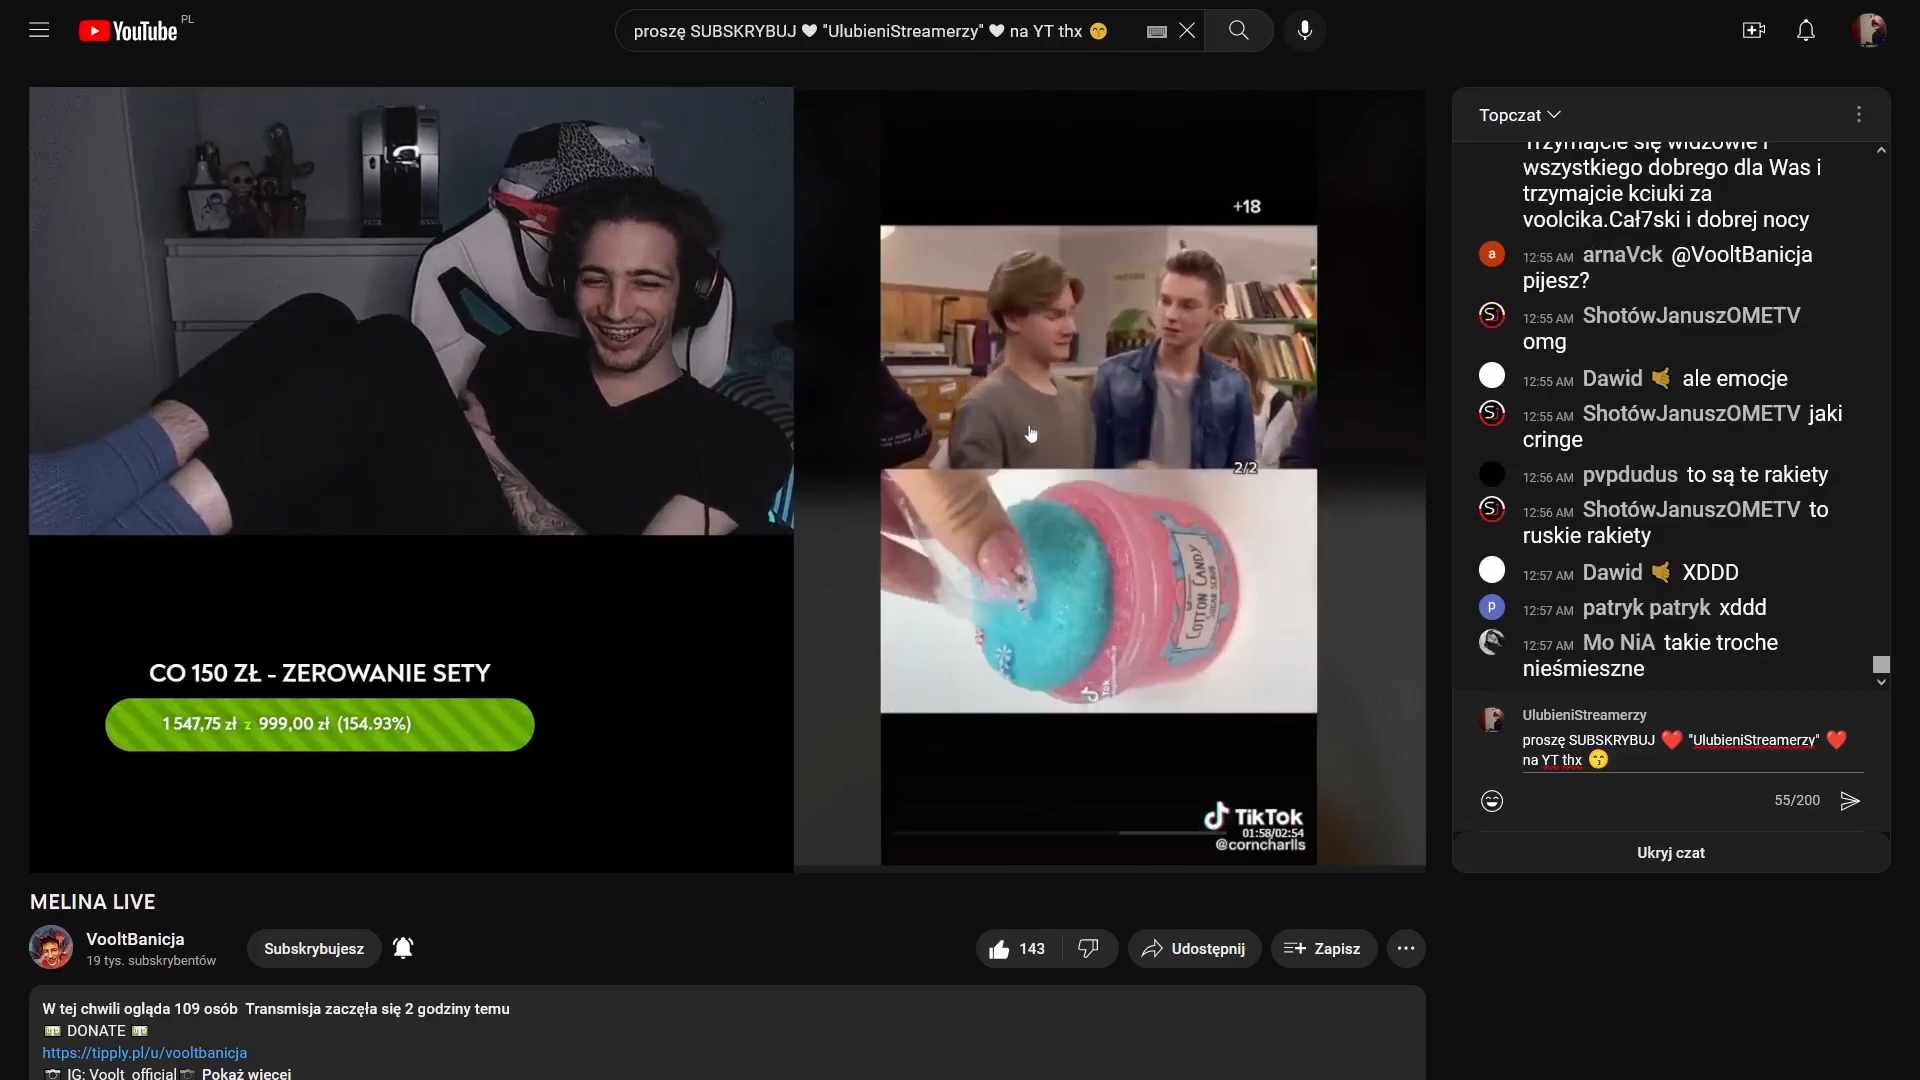 YouTube PL
proszę SUBSKRYBUJ 🤍 "UlubieniStreamerzy" 🤍 na YT thx 😙
+18
2/2
COTTON CANDY
SUGAR SCRUB
CO 150 ZŁ - ZEROWANIE SETY
1 547,75 zł z 999,00 zł (154.93%)
TikTok
01:58/02:54
@corncharlls
Topczat
Trzymajcie się widzowie i
wszystkiego dobrego dla Was i
trzymajcie kciuki za
voolcika.Cał7ski i dobrej nocy
a 12:55 AM arnaVck @VooltBanicja
pijesz?
12:55 AM ShotówJanuszOMETV
omg
12:55 AM Dawid 🤙 ale emocje
12:55 AM ShotówJanuszOMETV jaki
cringe
12:56 AM pvpdudus to są te rakiety
12:56 AM ShotówJanuszOMETV to
ruskie rakiety
12:57 AM Dawid 🤙 XDDD
p 12:57 AM patryk patryk xddd
12:57 AM Mo NiA takie troche
nieśmieszne
UlubieniStreamerzy
proszę SUBSKRYBUJ ❤️ "UlubieniStreamerzy" ❤️
na YT thx 😙
55/200
Ukryj czat
MELINA LIVE
VooltBanicja
19 tys. subskrybentów
Subskrybujesz
143
Udostępnij
Zapisz
W tej chwili ogląda 109 osób Transmisja zaczęła się 2 godziny temu
💵 DONATE 💵
https://tipply.pl/u/vooltbanicja
📷 IG: Voolt_official📷 Pokaż więcej